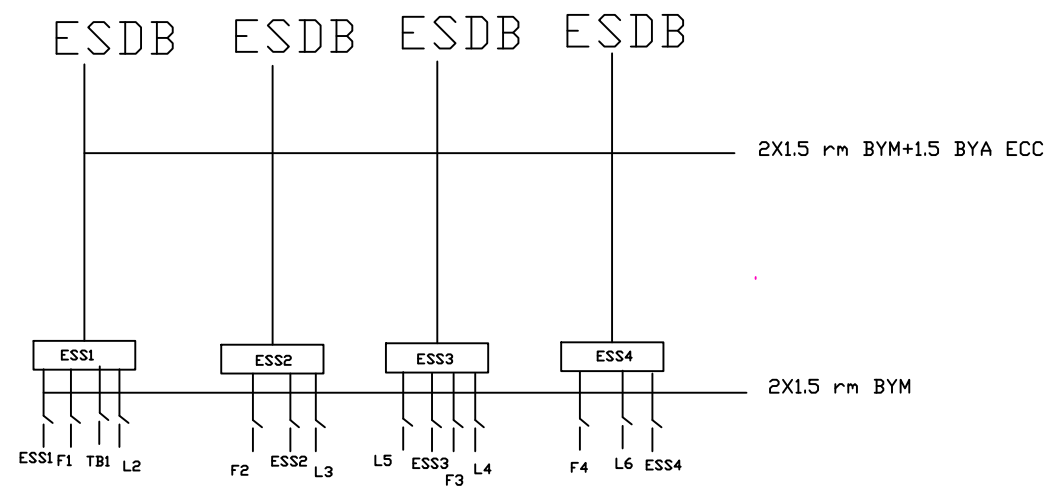 ESDB ESDB ESDB ESDB
2X1.5 rm BYM+1.5 BYA ECC
ESS1 ESS2 ESS3 ESS4
2X1.5 rm BYM
ESS1 F1 TB1 L2 F2 ESS2 L3 L5 ESS3 F3 L4 F4 L6 ESS4